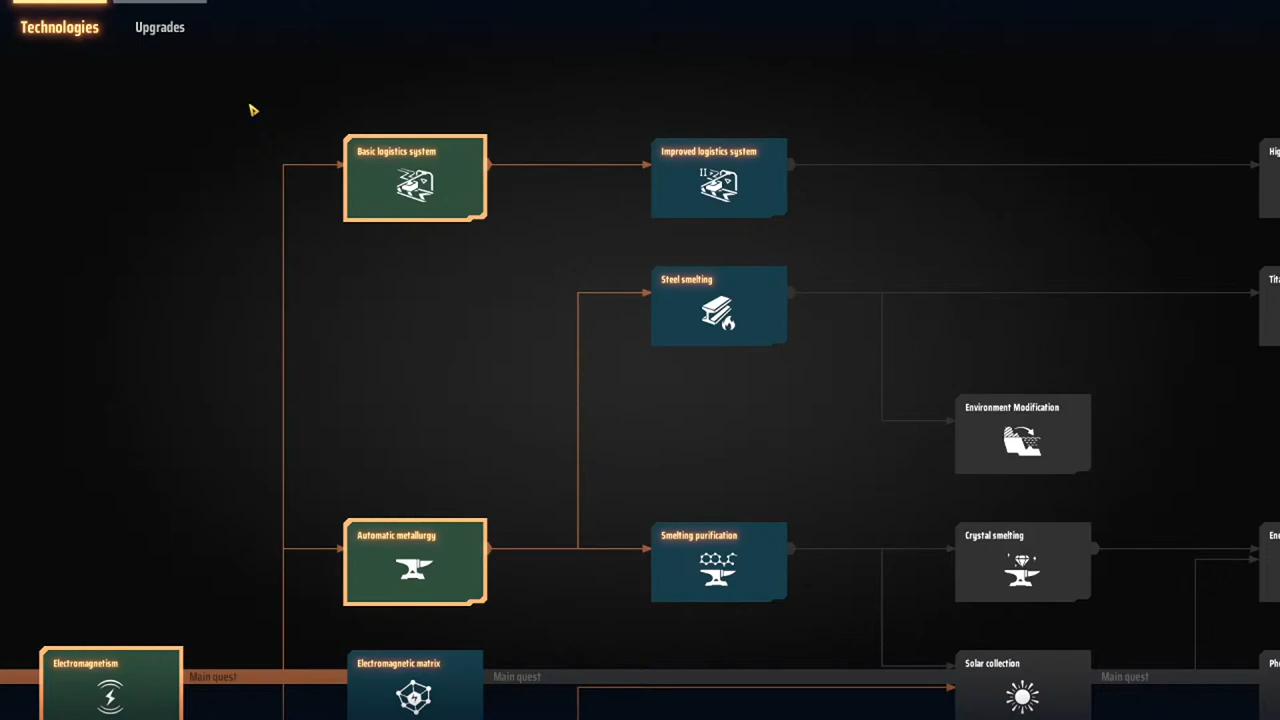 Technologies
Upgrades
Basic logistics system
Improved logistics system
II
Steel smelting
Environment Modification
Automatic metallurgy
Smelting purification
Crystal smelting
Electromagnetism
Main quest
Electromagnetic matrix
Main quest
Solar collection
Main quest